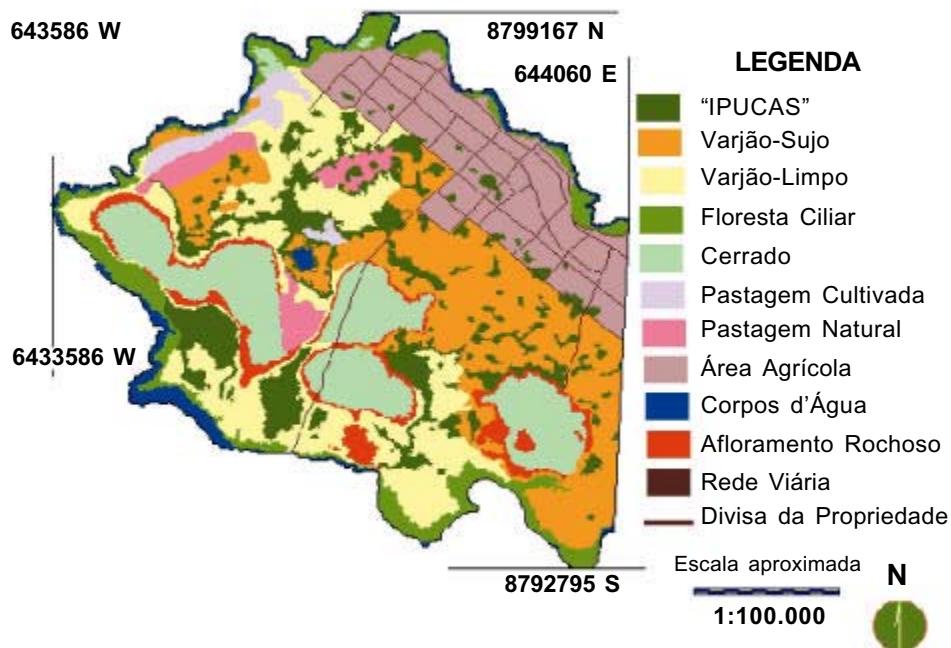 643586 W
8799167 N
644060 E
6433586 W
8792795 S
LEGENDA
“IPUCAS”
Varjão-Sujo
Varjão-Limpo
Floresta Ciliar
Cerrado
Pastagem Cultivada
Pastagem Natural
Área Agrícola
Corpos d’Água
Afloramento Rochoso
Rede Viária
Divisa da Propriedade
Escala aproximada
1:100.000
N